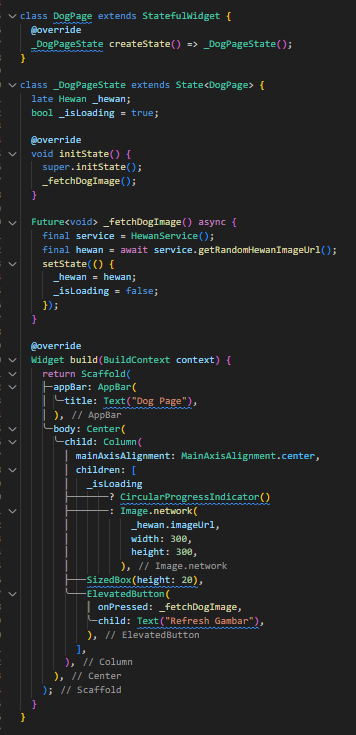 class DogPage extends StatefulWidget {
  @override
  _DogPageState createState() => _DogPageState();
}

class _DogPageState extends State<DogPage> {
  late Hewan _hewan;
  bool _isLoading = true;

  @override
  void initState() {
    super.initState();
    _fetchDogImage();
  }

  Future<void> _fetchDogImage() async {
    final service = HewanService();
    final hewan = await service.getRandomHewanImageUrl();
    setState(() {
      _hewan = hewan;
      _isLoading = false;
    });
  }

  @override
  Widget build(BuildContext context) {
    return Scaffold(
      appBar: AppBar(
        title: Text("Dog Page"),
      ), // AppBar
      body: Center(
        child: Column(
          mainAxisAlignment: MainAxisAlignment.center,
          children: [
            _isLoading
                ? CircularProgressIndicator()
                : Image.network(
                    _hewan.imageUrl,
                    width: 300,
                    height: 300,
                  ), // Image.network
            SizedBox(height: 20),
            ElevatedButton(
              onPressed: _fetchDogImage,
              child: Text("Refresh Gambar"),
            ), // ElevatedButton
          ],
        ), // Column
      ), // Center
    ); // Scaffold
  }
}